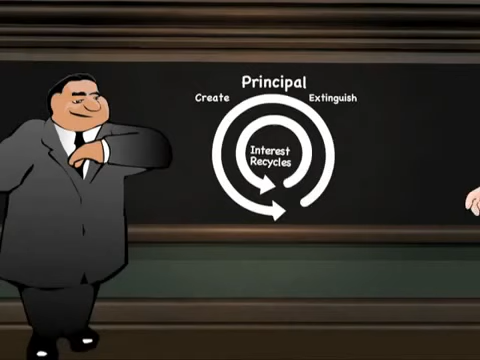 Principal
Create
Extinguish
Interest
Recycles